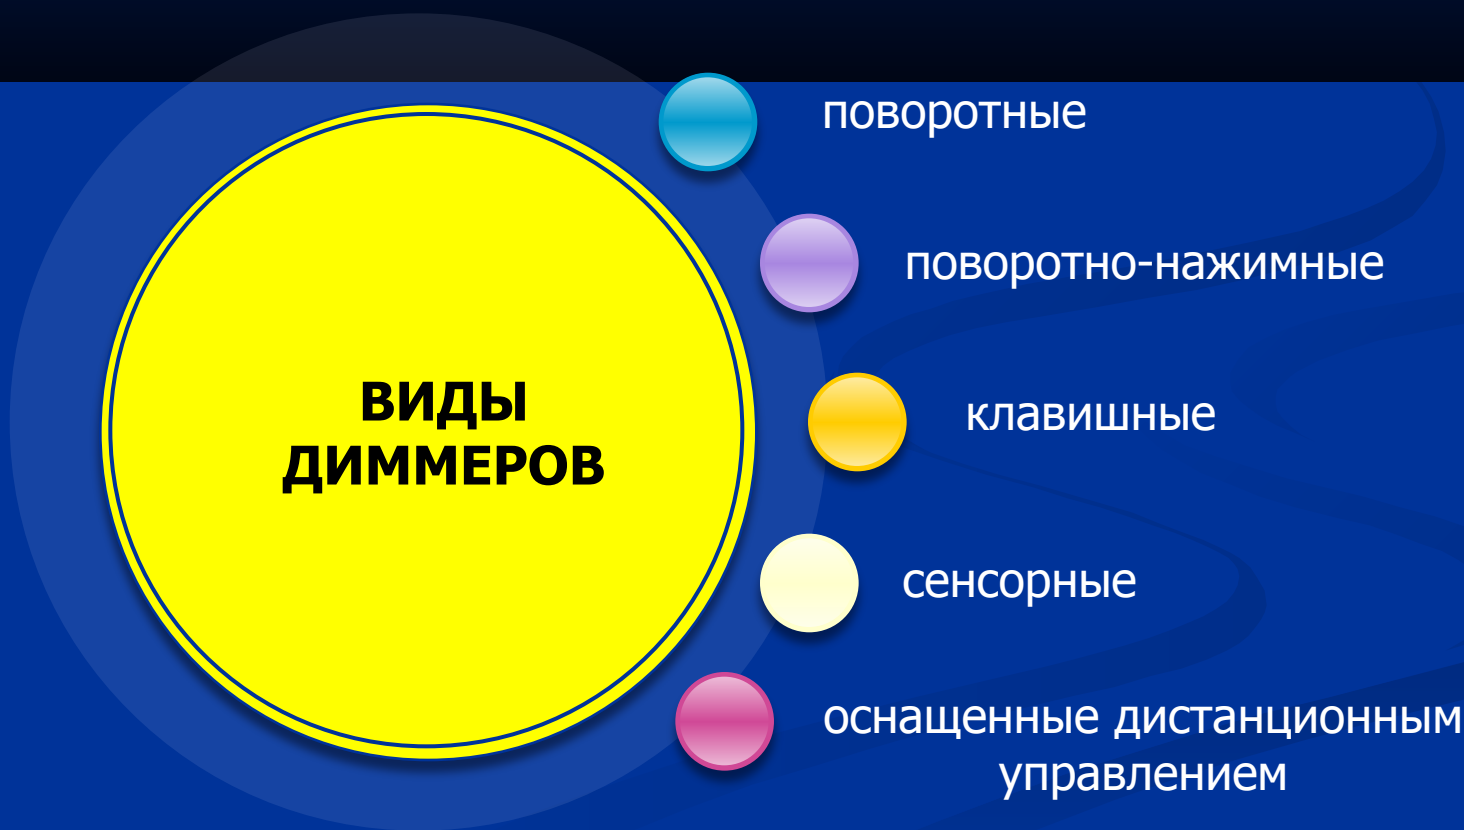 ВИДЫ
ДИММЕРОВ
поворотные
поворотно-нажимные
клавишные
сенсорные
оснащенные дистанционным
управлением